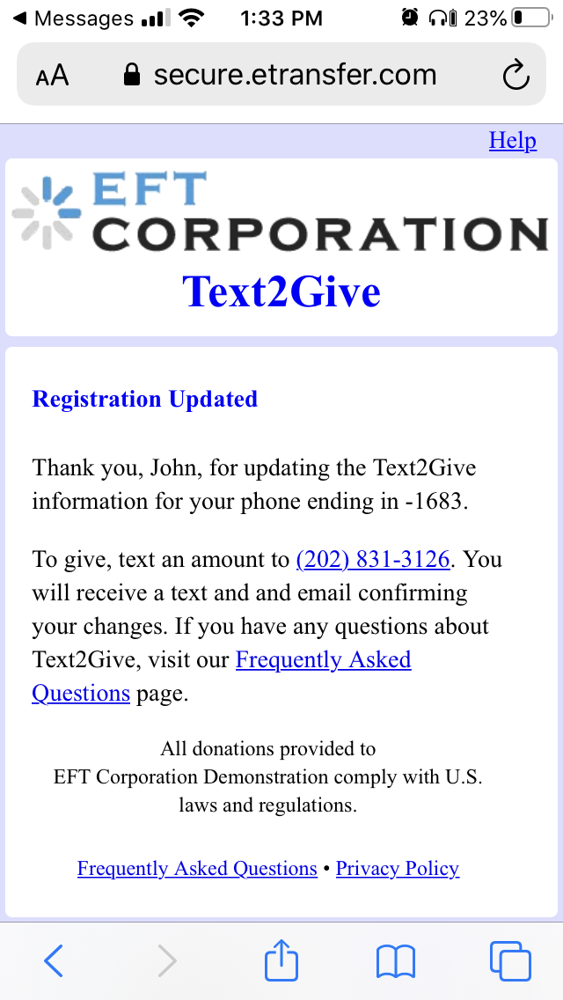 Messages 1:33 PM 23%
AA secure.etransfer.com
Help
EFT
CORPORATION
Text2Give
Registration Updated
Thank you, John, for updating the Text2Give
information for your phone ending in -1683.
To give, text an amount to (202) 831-3126. You
will receive a text and and email confirming
your changes. If you have any questions about
Text2Give, visit our Frequently Asked
Questions page.
All donations provided to
EFT Corporation Demonstration comply with U.S.
laws and regulations.
Frequently Asked Questions • Privacy Policy